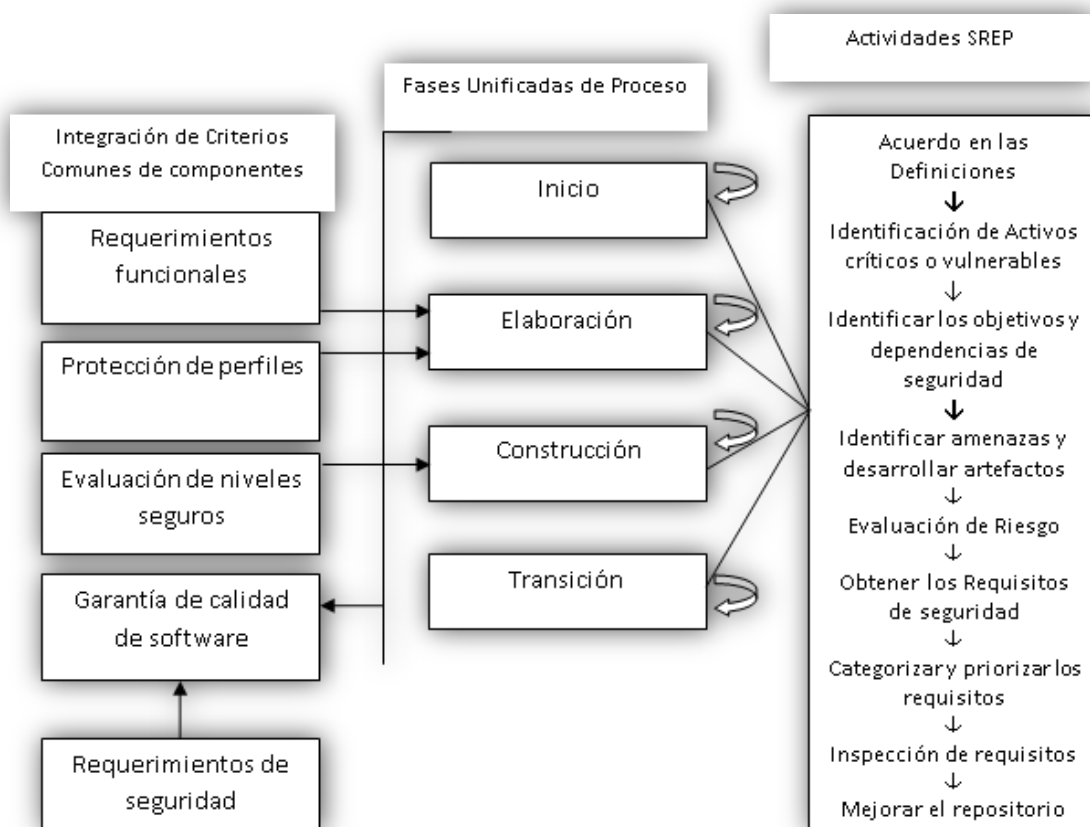 Actividades SREP
Fases Unificadas de Proceso
Integración de Criterios
Comunes de componentes
Requerimientos
funcionales
Protección de perfiles
Evaluación de niveles
seguros
Garantía de calidad
de software
Requerimientos de
seguridad
Inicio
Elaboración
Construcción
Transición
Acuerdo en las
Definiciones
Identificación de Activos
críticos o vulnerables
Identificar los objetivos y
dependencias de
seguridad
Identificar amenazas y
desarrollar artefactos
Evaluación de Riesgo
Obtener los Requisitos
de seguridad
Categorizar y priorizar los
requisitos
Inspección de requisitos
Mejorar el repositorio